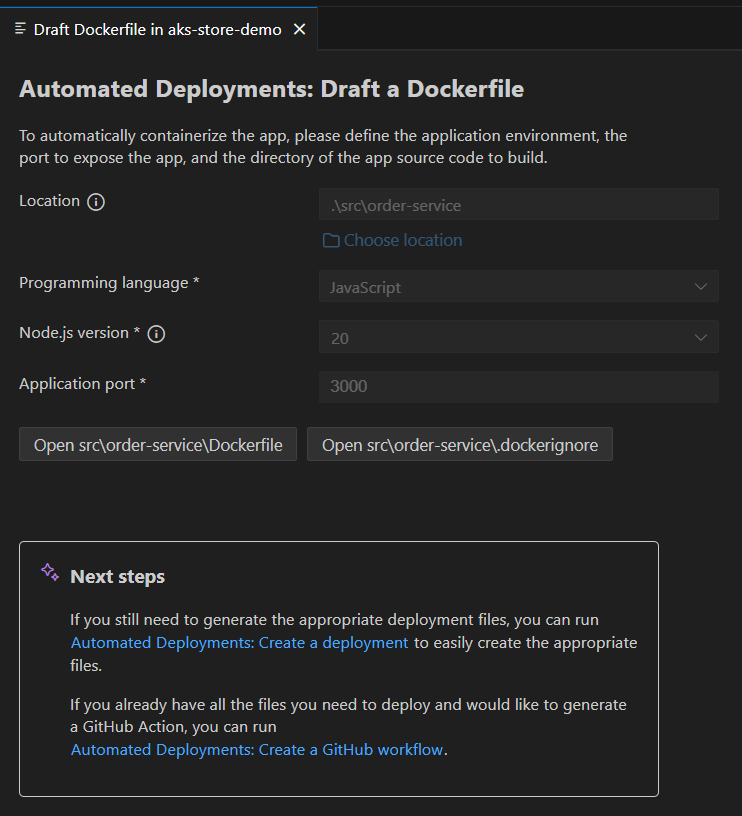 Draft Dockerfile in aks-store-demo
Automated Deployments: Draft a Dockerfile
To automatically containerize the app, please define the application environment, the
port to expose the app, and the directory of the app source code to build.
Location
.\src\order-service
Choose location
Programming language *
JavaScript
Node.js version *
20
Application port *
3000
Open src\order-service\Dockerfile
Open src\order-service\.dockerignore
Next steps
If you still need to generate the appropriate deployment files, you can run
Automated Deployments: Create a deployment to easily create the appropriate
files.
If you already have all the files you need to deploy and would like to generate
a GitHub Action, you can run
Automated Deployments: Create a GitHub workflow.